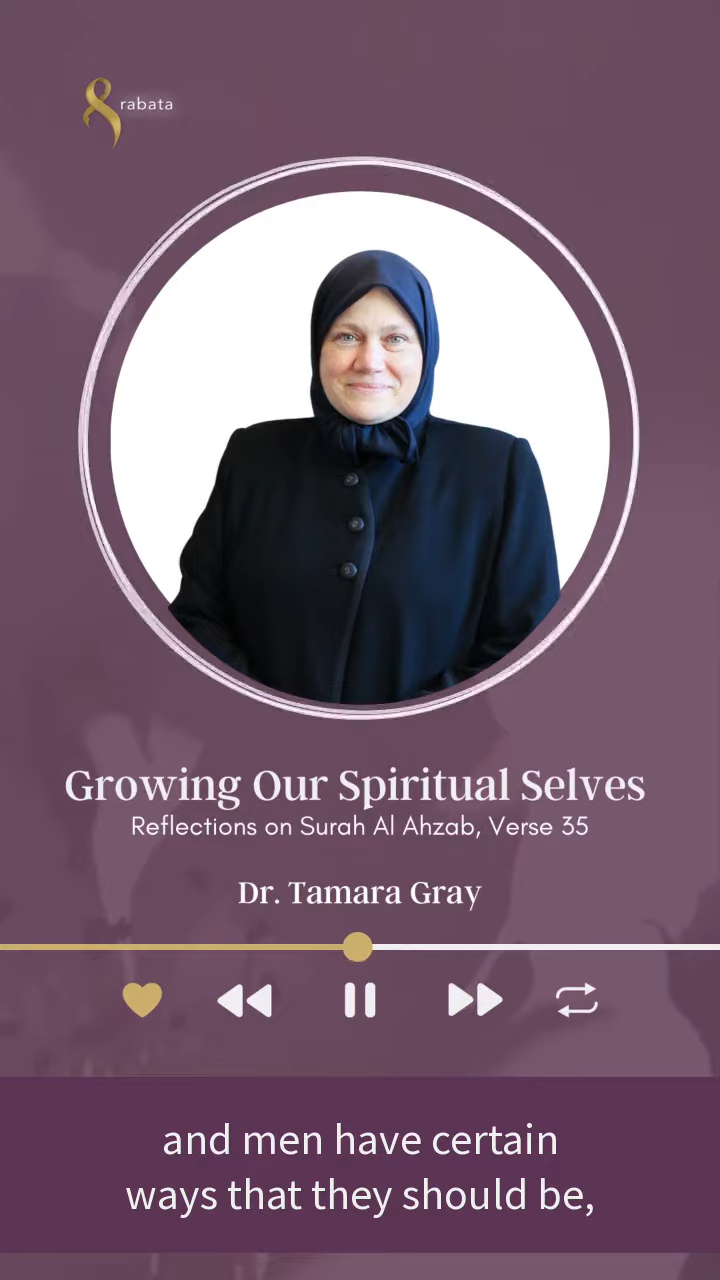 rabata
Growing Our Spiritual Selves
Reflections on Surah Al Ahzab, Verse 35
Dr. Tamara Gray
and men have certain
ways that they should be,